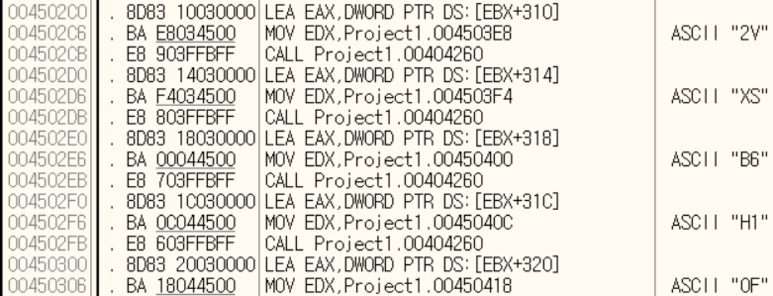 004502C0 . 8D83 10030000 LEA EAX,DWORD PTR DS:[EBX+310]
004502C6 . BA E8034500 MOV EDX,Project1.004503E8 ASCII "2V"
004502CB . E8 903FFBFF CALL Project1.00404260
004502D0 . 8D83 14030000 LEA EAX,DWORD PTR DS:[EBX+314]
004502D6 . BA F4034500 MOV EDX,Project1.004503F4 ASCII "XS"
004502DB . E8 803FFBFF CALL Project1.00404260
004502E0 . 8D83 18030000 LEA EAX,DWORD PTR DS:[EBX+318]
004502E6 . BA 00044500 MOV EDX,Project1.00450400 ASCII "B6"
004502EB . E8 703FFBFF CALL Project1.00404260
004502F0 . 8D83 1C030000 LEA EAX,DWORD PTR DS:[EBX+31C]
004502F6 . BA 0C044500 MOV EDX,Project1.0045040C ASCII "H1"
004502FB . E8 603FFBFF CALL Project1.00404260
00450300 . 8D83 20030000 LEA EAX,DWORD PTR DS:[EBX+320]
00450306 . BA 18044500 MOV EDX,Project1.00450418 ASCII "0F"